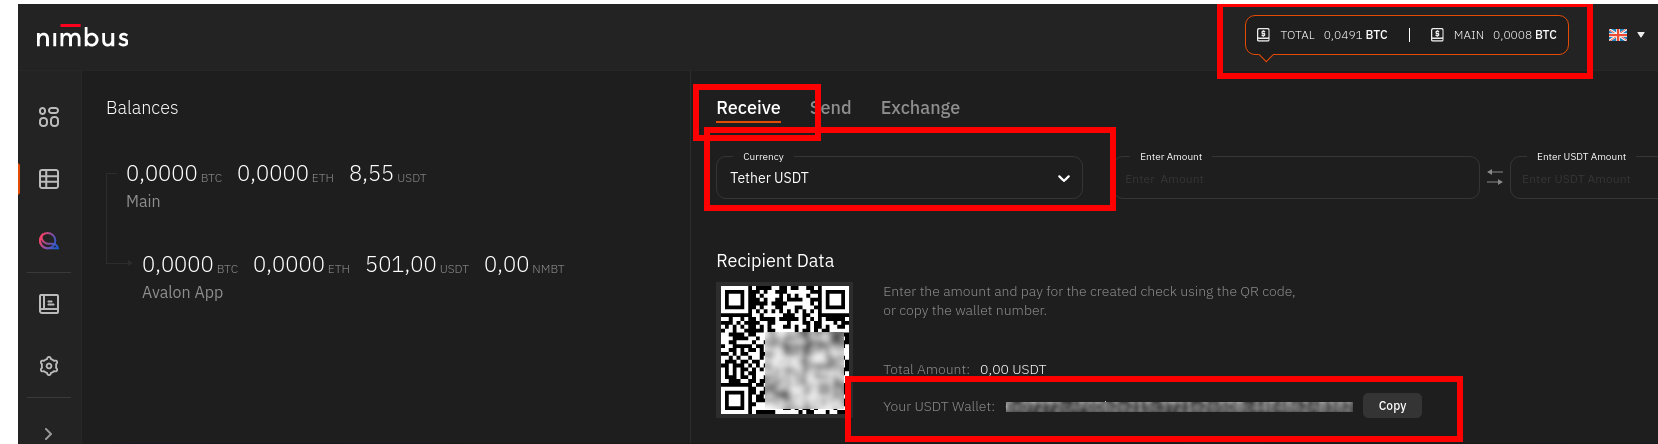 nimbus
TOTAL 0,0491 BTC | MAIN 0,0008 BTC
Balances
0,0000 BTC 0,0000 ETH 8,55 USDT
Main
0,0000 BTC 0,0000 ETH 501,00 USDT 0,00 NMBT
Avalon App
Receive Send Exchange
Currency
Tether USDT
Enter Amount
Enter Amount
Enter USDT Amount
Enter USDT Amount
Recipient Data
Enter the amount and pay for the created check using the QR code,
or copy the wallet number.
Total Amount: 0,00 USDT
Your USDT Wallet:
Copy